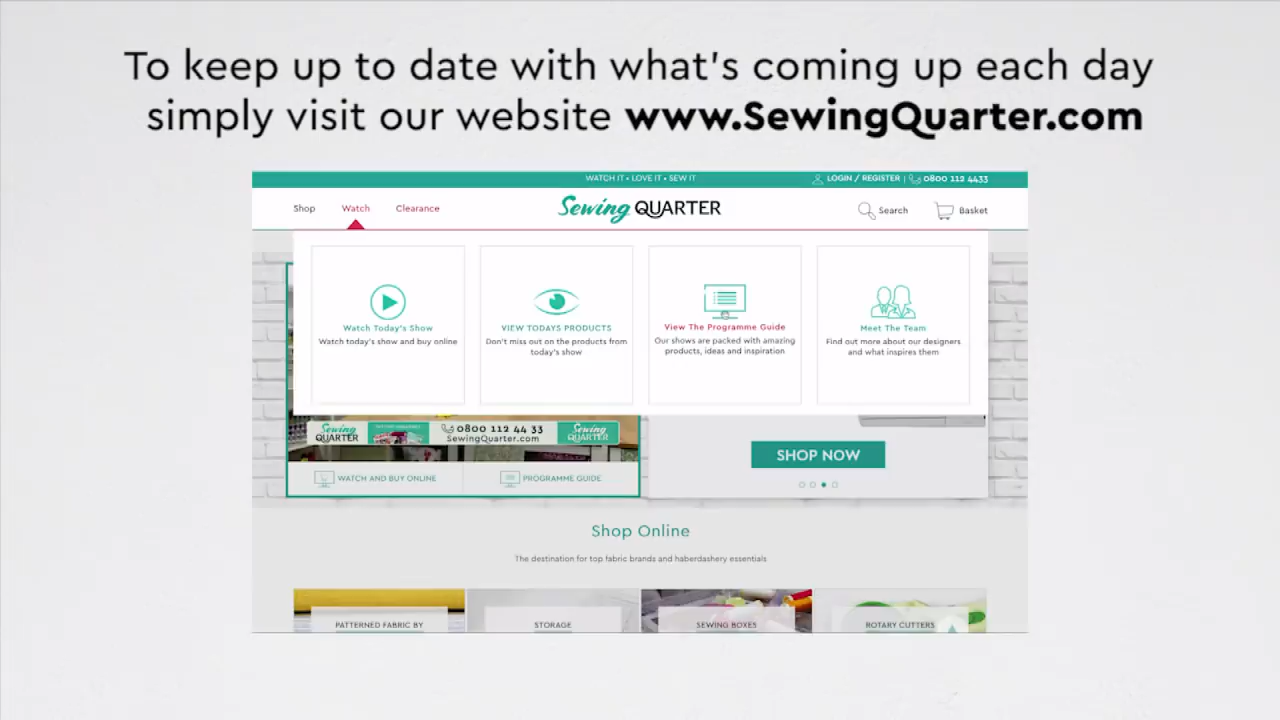 To keep up to date with what's coming up each day
simply visit our website www.SewingQuarter.com
WATCH IT • LOVE IT • SEW IT
LOGIN / REGISTER | 0800 112 4433
Shop Watch Clearance
Sewing QUARTER
Search Basket
Watch Today's Show
Watch today's show and buy online
VIEW TODAYS PRODUCTS
Don't miss out on the products from
today's show
View The Programme Guide
Our shows are packed with amazing
products, ideas and inspiration
Meet The Team
Find out more about our designers
and what inspires them
Sewing
QUARTER
0800 112 44 33
SewingQuarter.com
Sewing
QUARTER
WATCH AND BUY ONLINE
PROGRAMME GUIDE
SHOP NOW
Shop Online
The destination for top fabric brands and haberdashery essentials
PATTERNED FABRIC BY
STORAGE
SEWING BOXES
ROTARY CUTTERS